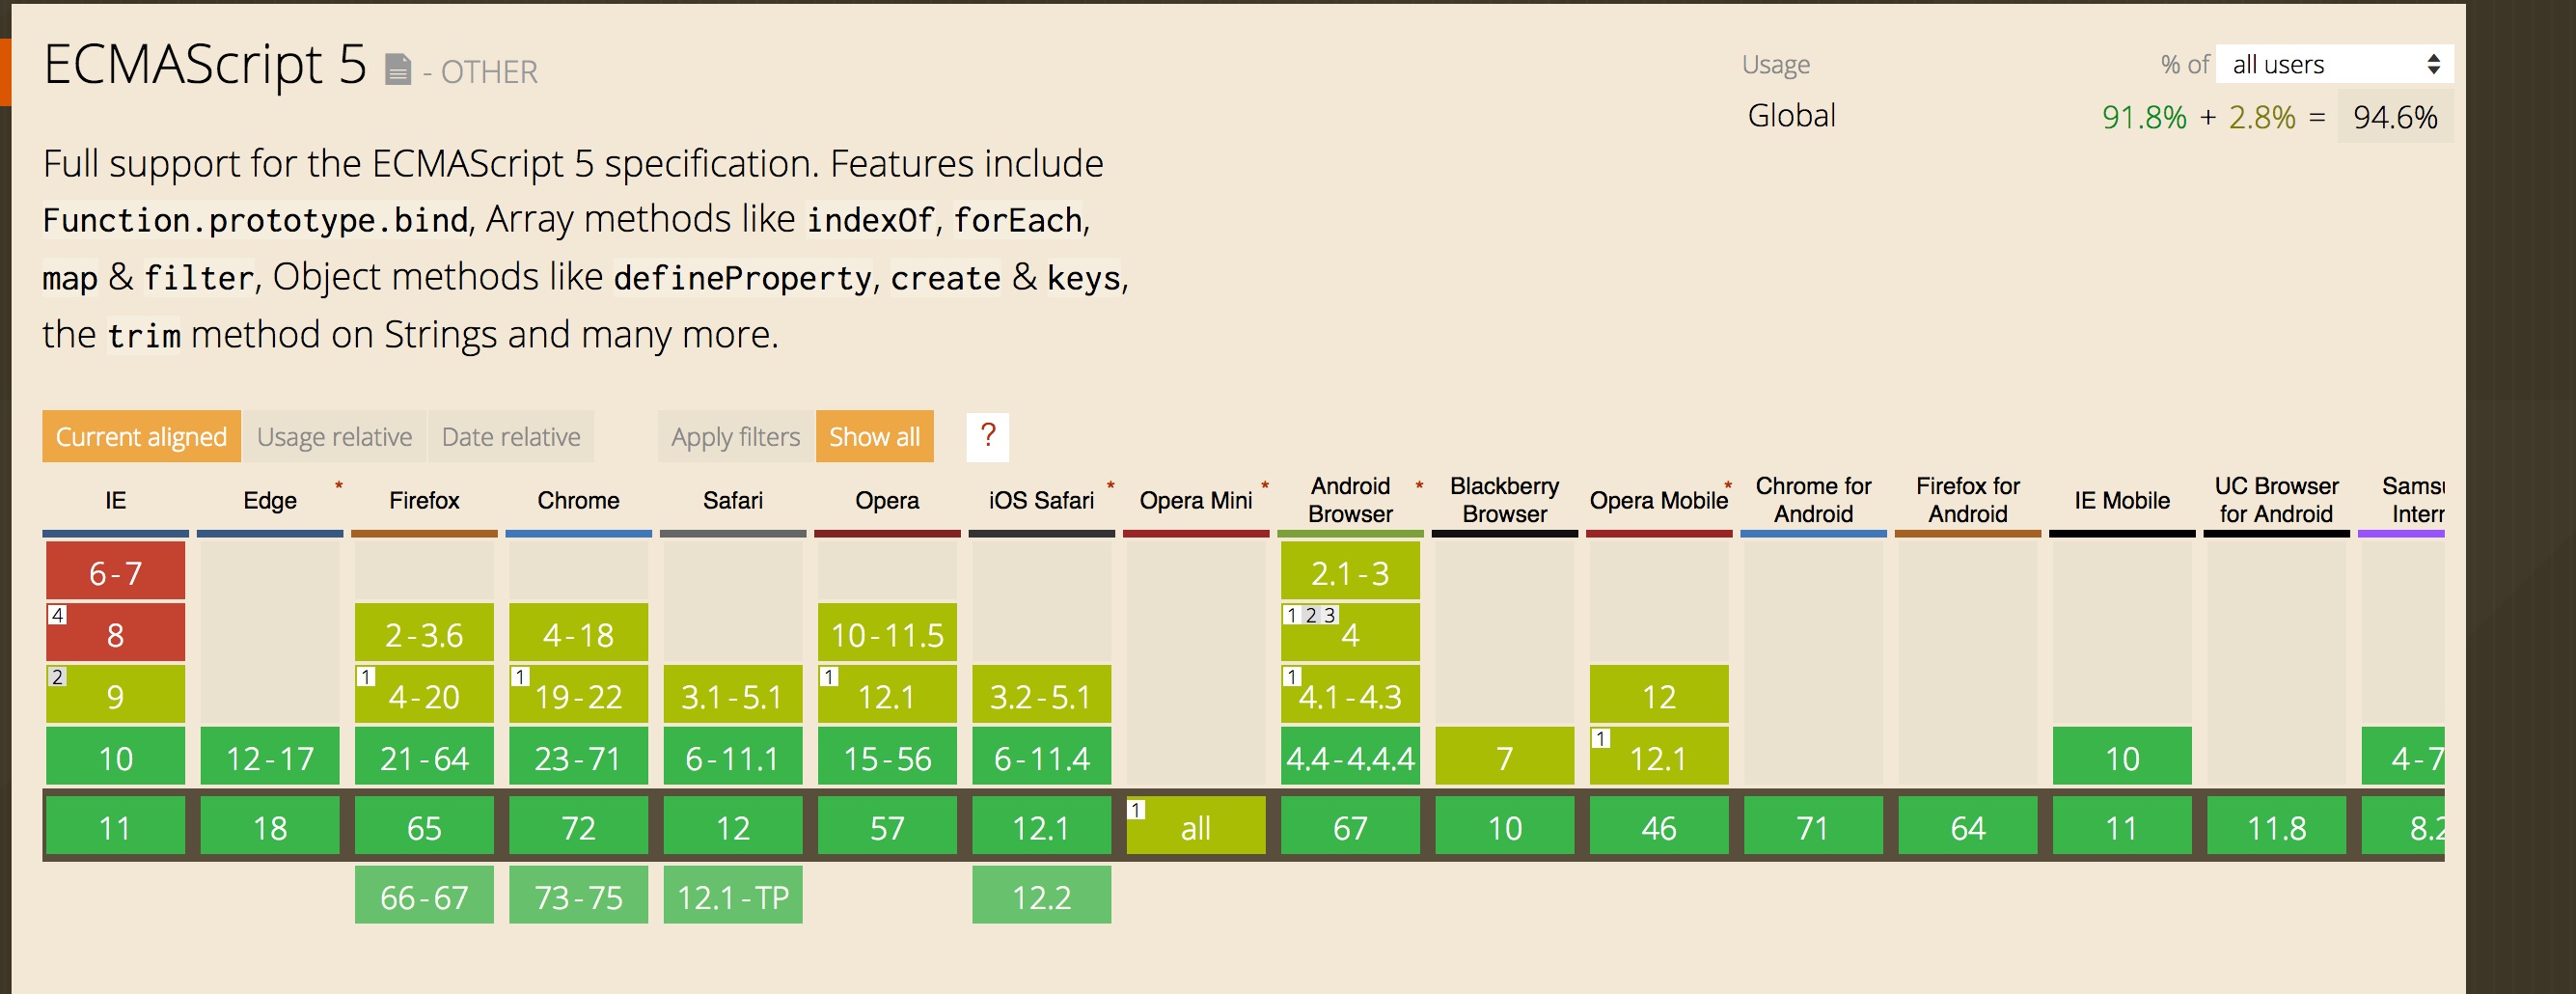 ECMAScript 5 - OTHER
Usage % of all users
Global 91.8% + 2.8% = 94.6%
Full support for the ECMAScript 5 specification. Features include
Function.prototype.bind, Array methods like indexOf, forEach,
map & filter, Object methods like defineProperty, create & keys,
the trim method on Strings and many more.
Current aligned Usage relative Date relative Apply filters Show all ?
IE Edge * Firefox Chrome Safari Opera iOS Safari * Opera Mini * Android Browser * Blackberry Browser Opera Mobile * Chrome for Android Firefox for Android IE Mobile UC Browser for Android
6-7 2.1-3
4 8 2-3.6 4-18 10-11.5 1 2 3 4
2 9 1 4-20 1 19-22 3.1-5.1 1 12.1 3.2-5.1 1 4.1-4.3 12
10 12-17 21-64 23-71 6-11.1 15-56 6-11.4 4.4-4.4.4 7 1 12.1 10 4-7
11 18 65 72 12 57 12.1 1 all 67 10 46 71 64 11 11.8 8.2
66-67 73-75 12.1-TP 12.2